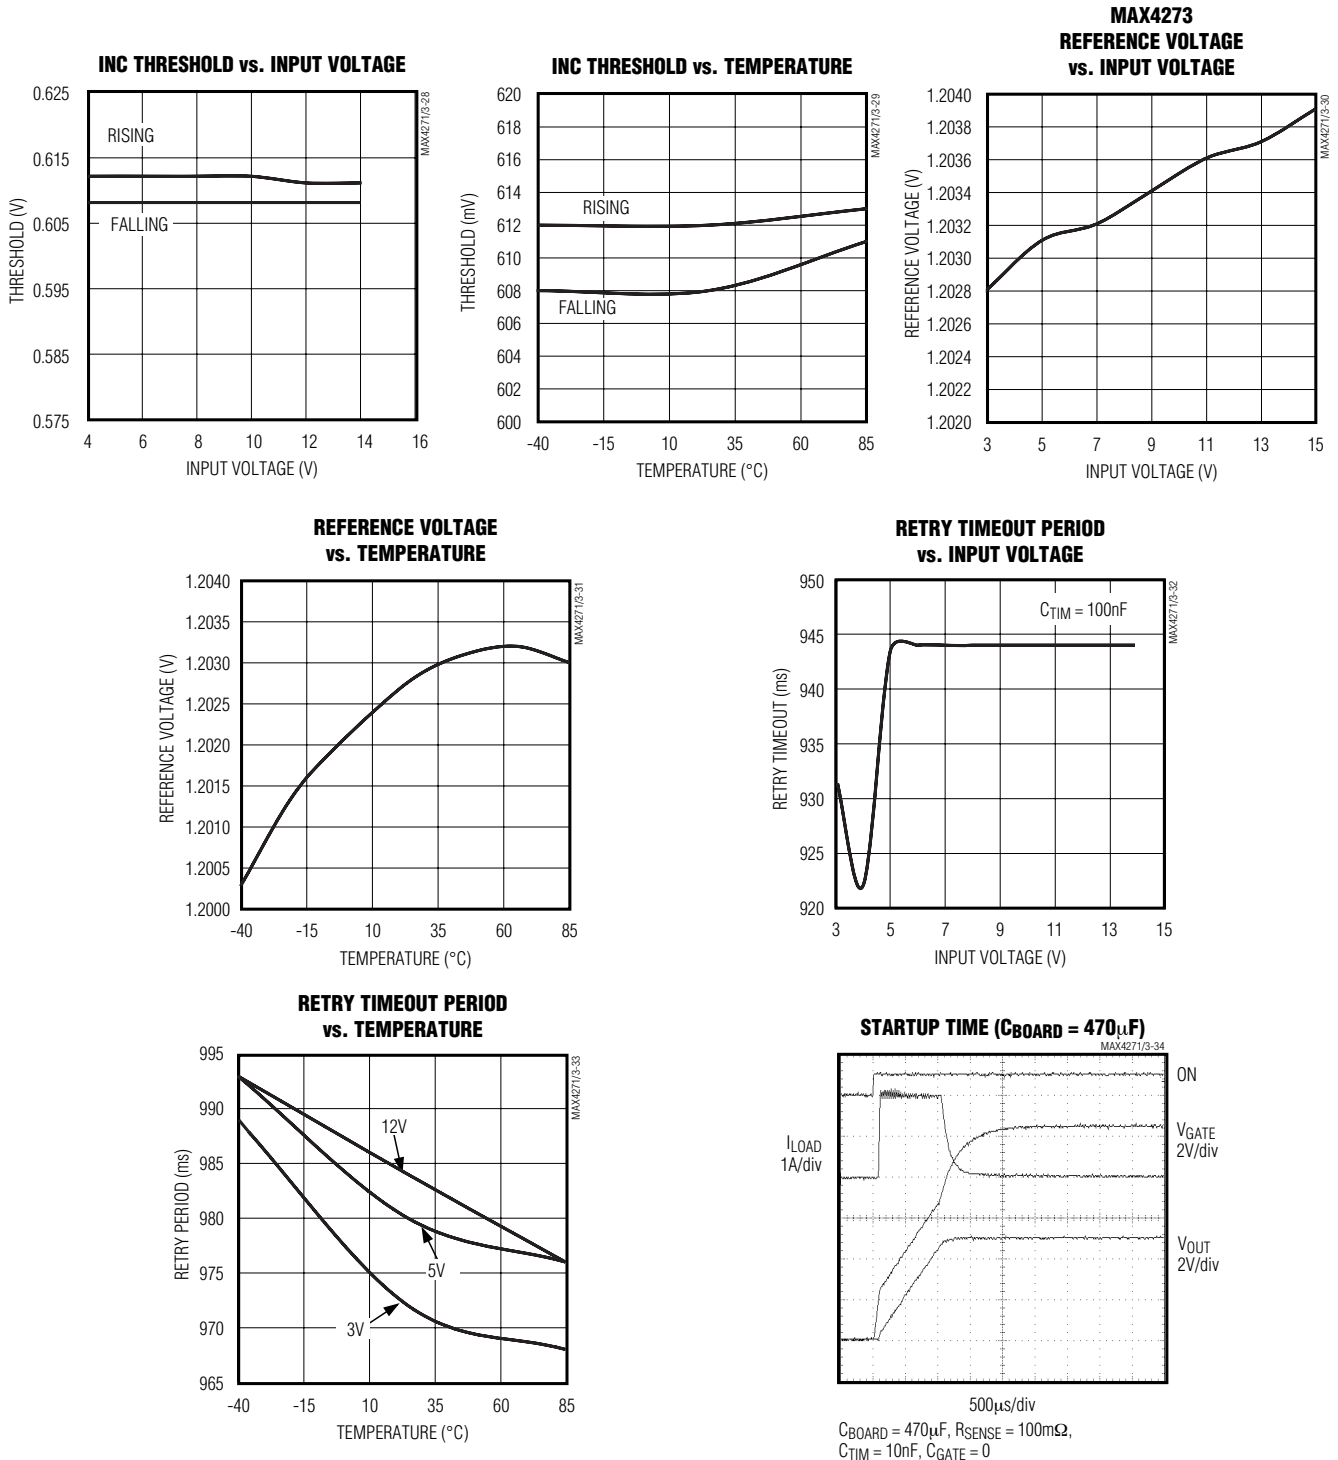 INC THRESHOLD vs. INPUT VOLTAGE
0.625
0.615
0.605
0.595
0.585
0.575
THRESHOLD (V)
RISING
FALLING
4 6 8 10 12 14 16
INPUT VOLTAGE (V)
MAX4271/3-28
INC THRESHOLD vs. TEMPERATURE
620
618
616
614
612
610
608
606
604
602
600
THRESHOLD (mV)
RISING
FALLING
-40 -15 10 35 60 85
TEMPERATURE (°C)
MAX4271/3-29
MAX4273
REFERENCE VOLTAGE
vs. INPUT VOLTAGE
1.2040
1.2038
1.2036
1.2034
1.2032
1.2030
1.2028
1.2026
1.2024
1.2022
1.2020
REFERENCE VOLTAGE (V)
3 5 7 9 11 13 15
INPUT VOLTAGE (V)
MAX4271/3-30
REFERENCE VOLTAGE
vs. TEMPERATURE
1.2040
1.2035
1.2030
1.2025
1.2020
1.2015
1.2010
1.2005
1.2000
REFERENCE VOLTAGE (V)
-40 -15 10 35 60 85
TEMPERATURE (°C)
MAX4271/3-31
RETRY TIMEOUT PERIOD
vs. INPUT VOLTAGE
950
945
940
935
930
925
920
RETRY TIMEOUT (ms)
CTIM = 100nF
3 5 7 9 11 13 15
INPUT VOLTAGE (V)
MAX4271/3-32
RETRY TIMEOUT PERIOD
vs. TEMPERATURE
995
990
985
980
975
970
965
RETRY PERIOD (ms)
12V
5V
3V
-40 -15 10 35 60 85
TEMPERATURE (°C)
MAX4271/3-33
STARTUP TIME (CBOARD = 470μF)
MAX4271/3-34
ON
ILOAD
1A/div
VGATE
2V/div
VOUT
2V/div
500μs/div
CBOARD = 470μF, RSENSE = 100mΩ,
CTIM = 10nF, CGATE = 0